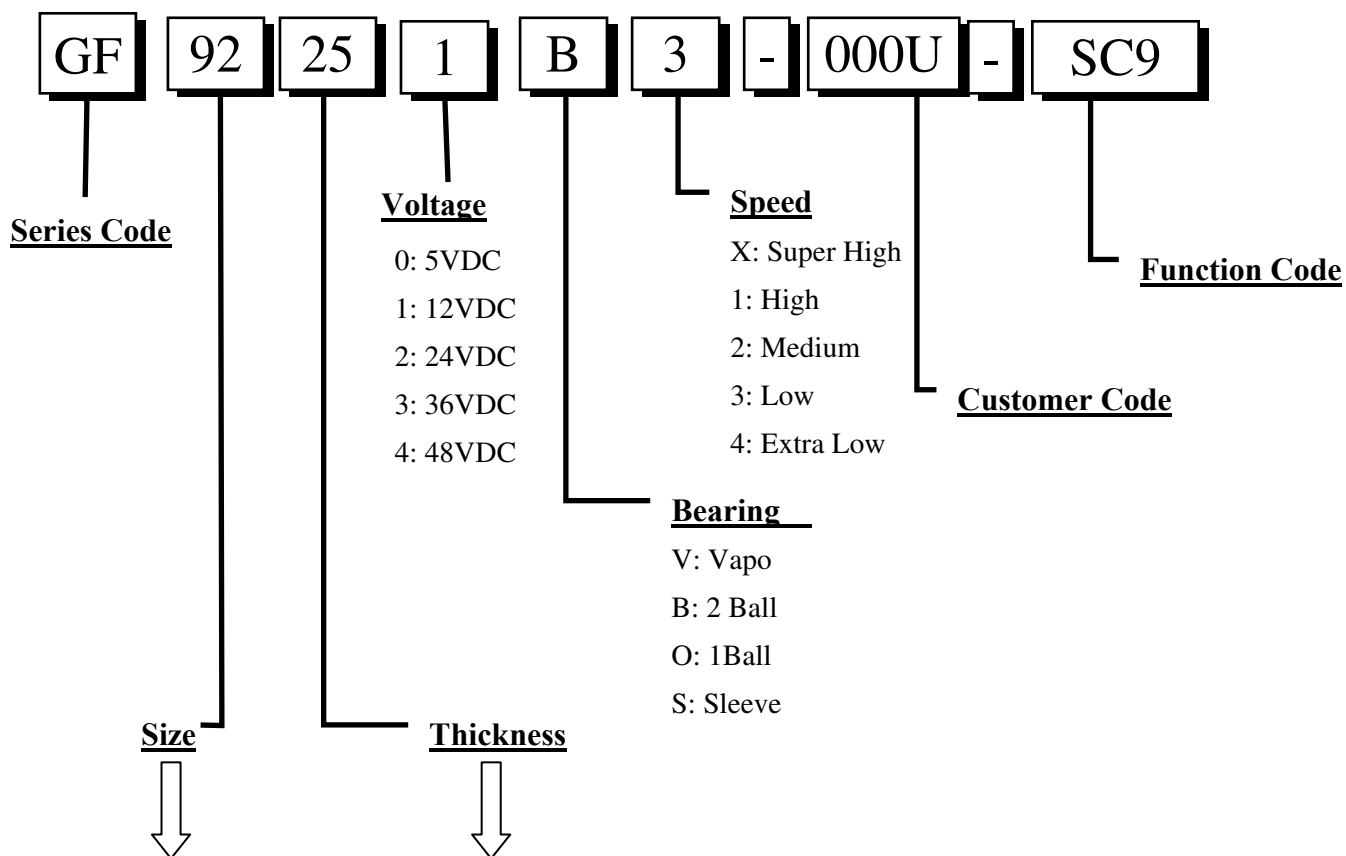 GF 92 25 1 B 3 - 000U - SC9
Series Code
Voltage
0: 5VDC
1: 12VDC
2: 24VDC
3: 36VDC
4: 48VDC
Speed
X: Super High
1: High
2: Medium
3: Low
4: Extra Low
Function Code
Customer Code
Bearing
V: Vapo
B: 2 Ball
O: 1Ball
S: Sleeve
Size
Thickness